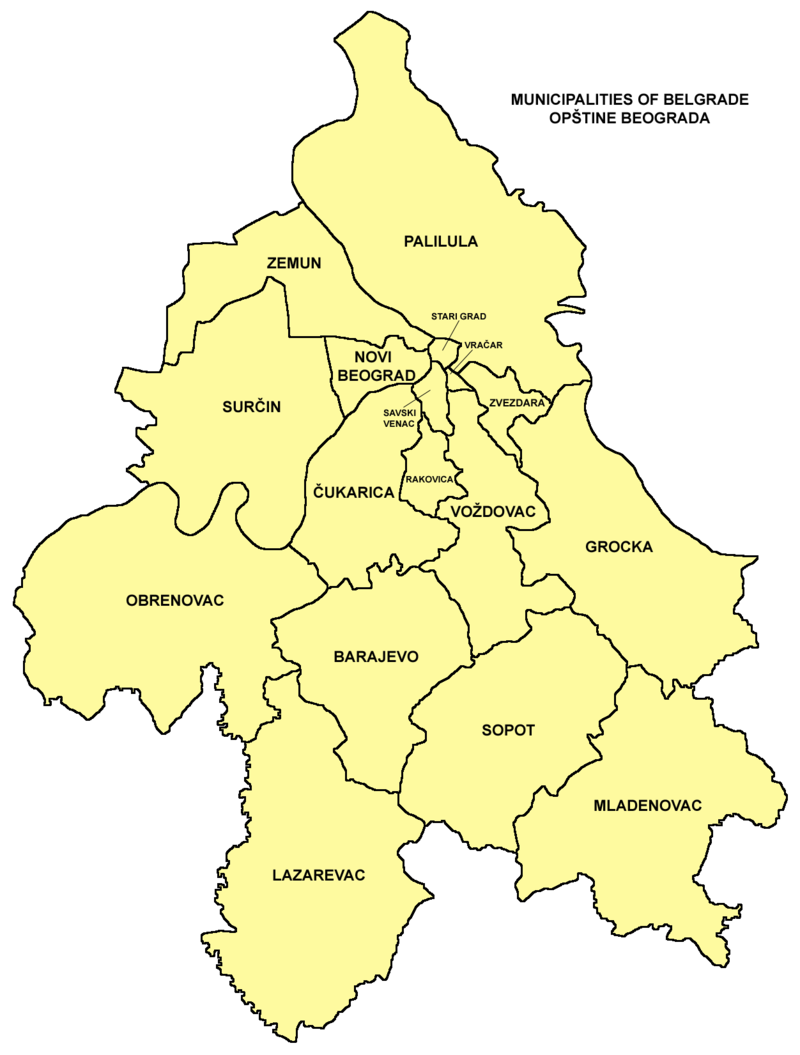 MUNICIPALITIES OF BELGRADE
OPŠTINE BEOGRADA
PALILULA
ZEMUN
STARI GRAD
VRAČAR
NOVI
BEOGRAD
ZVEZDARA
SURČIN
SAVSKI
VENAC
RAKOVICA
ČUKARICA
VOŽDOVAC
GROCKA
OBRENOVAC
BARAJEVO
SOPOT
MLADENOVAC
LAZAREVAC